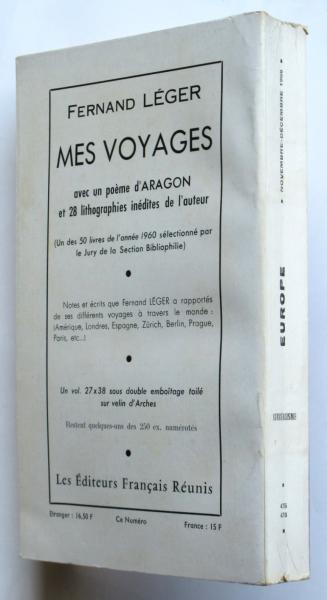 FERNAND LÉGER
MES VOYAGES
avec un poème d'ARAGON
et 28 lithographies inédites de l'auteur
(Un des 50 livres de l'année 1960 sélectionné par
le Jury de la Section Bibliophilie)
Notes et écrits que Fernand LÉGER a rapportés
de ses différents voyages à travers le monde :
(Amérique, Londres, Espagne, Zürich, Berlin, Prague,
Paris, etc...)
Un vol. 27x38 sous double emboîtage toilé
sur velin d'Arches
Restent quelques-uns des 250 ex. numérotés
Les Éditeurs Français Réunis
Etranger : 16,50 F Ce Numéro France : 15 F
NOVEMBRE-DÉCEMBRE 1968
EUROPE
475
476